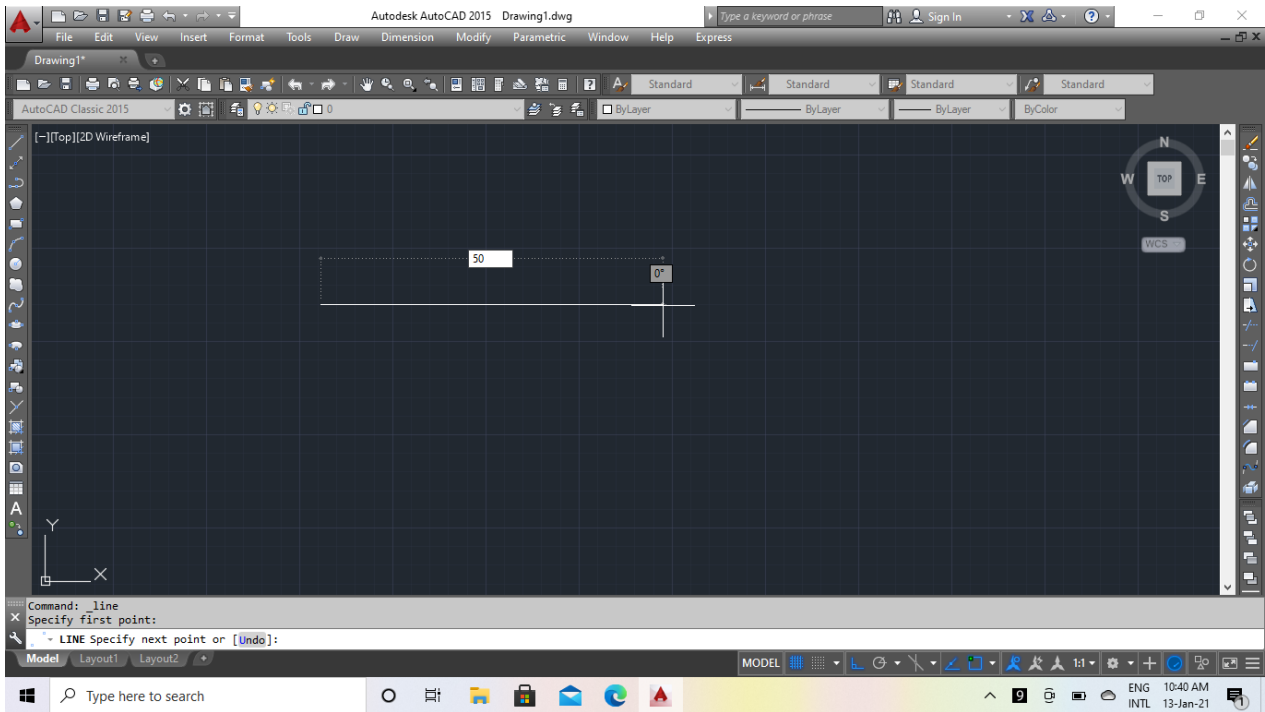 Autodesk AutoCAD 2015 Drawing1.dwg Type a keyword or phrase Sign In ?
File Edit View Insert Format Tools Draw Dimension Modify Parametric Window Help Express
Drawing1*
Standard Standard Standard Standard
AutoCAD Classic 2015 0 ByLayer ByLayer ByLayer ByColor
[−][Top][2D Wireframe]
N
W TOP E
S
WCS
50
0°
A
Y
X
Command: _line
Specify first point:
LINE Specify next point or [Undo]:
Model Layout1 Layout2 + MODEL 1:1
Type here to search 9 ENG 10:40 AM
INTL 13-Jan-21 1